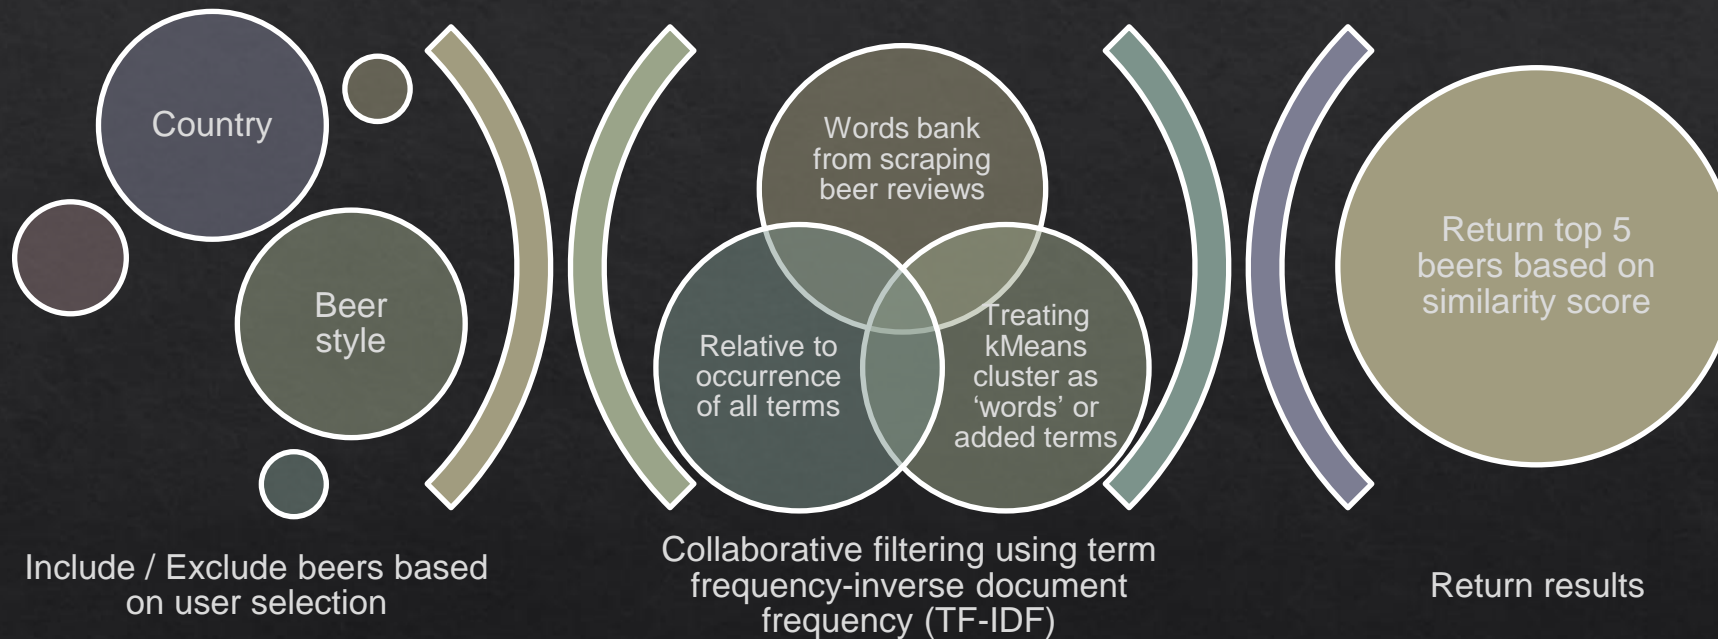 Country
Beer
style
Include / Exclude beers based
on user selection
Words bank
from scraping
beer reviews
Relative to
occurrence
of all terms
Treating
kMeans
cluster as
‘words’ or
added terms
Collaborative filtering using term
frequency-inverse document
frequency (TF-IDF)
Return top 5
beers based on
similarity score
Return results